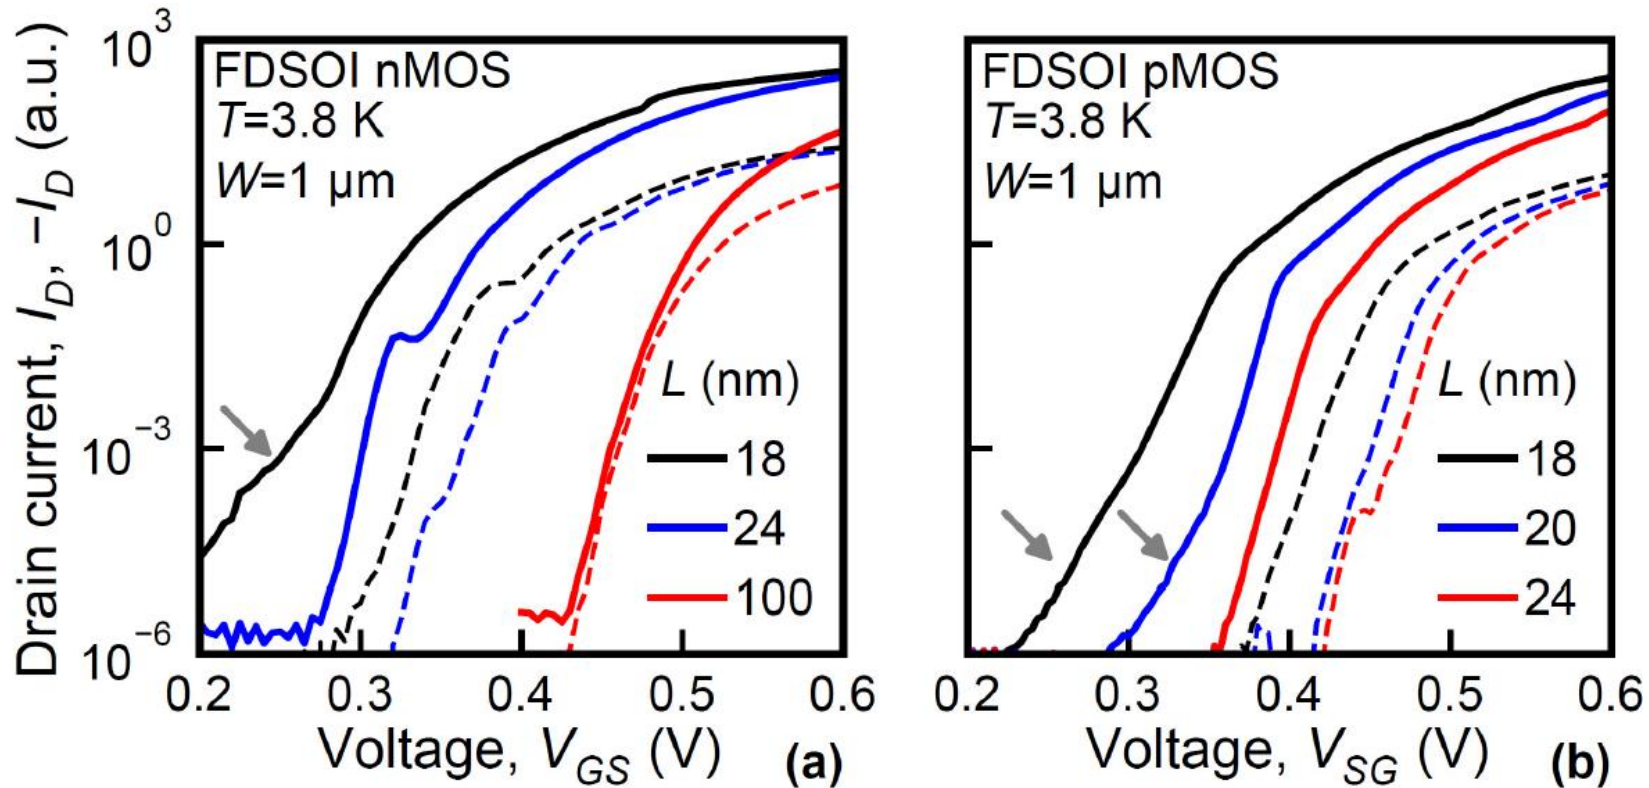 Drain current, I_D, −I_D (a.u.)
10^3
10^0
10^−3
10^−6
FDSOI nMOS
T=3.8 K
W=1 µm
L (nm)
18
24
100
0.2 0.3 0.4 0.5 0.6
Voltage, V_GS (V) (a)
FDSOI pMOS
T=3.8 K
W=1 µm
L (nm)
18
20
24
0.2 0.3 0.4 0.5 0.6
Voltage, V_SG (V) (b)